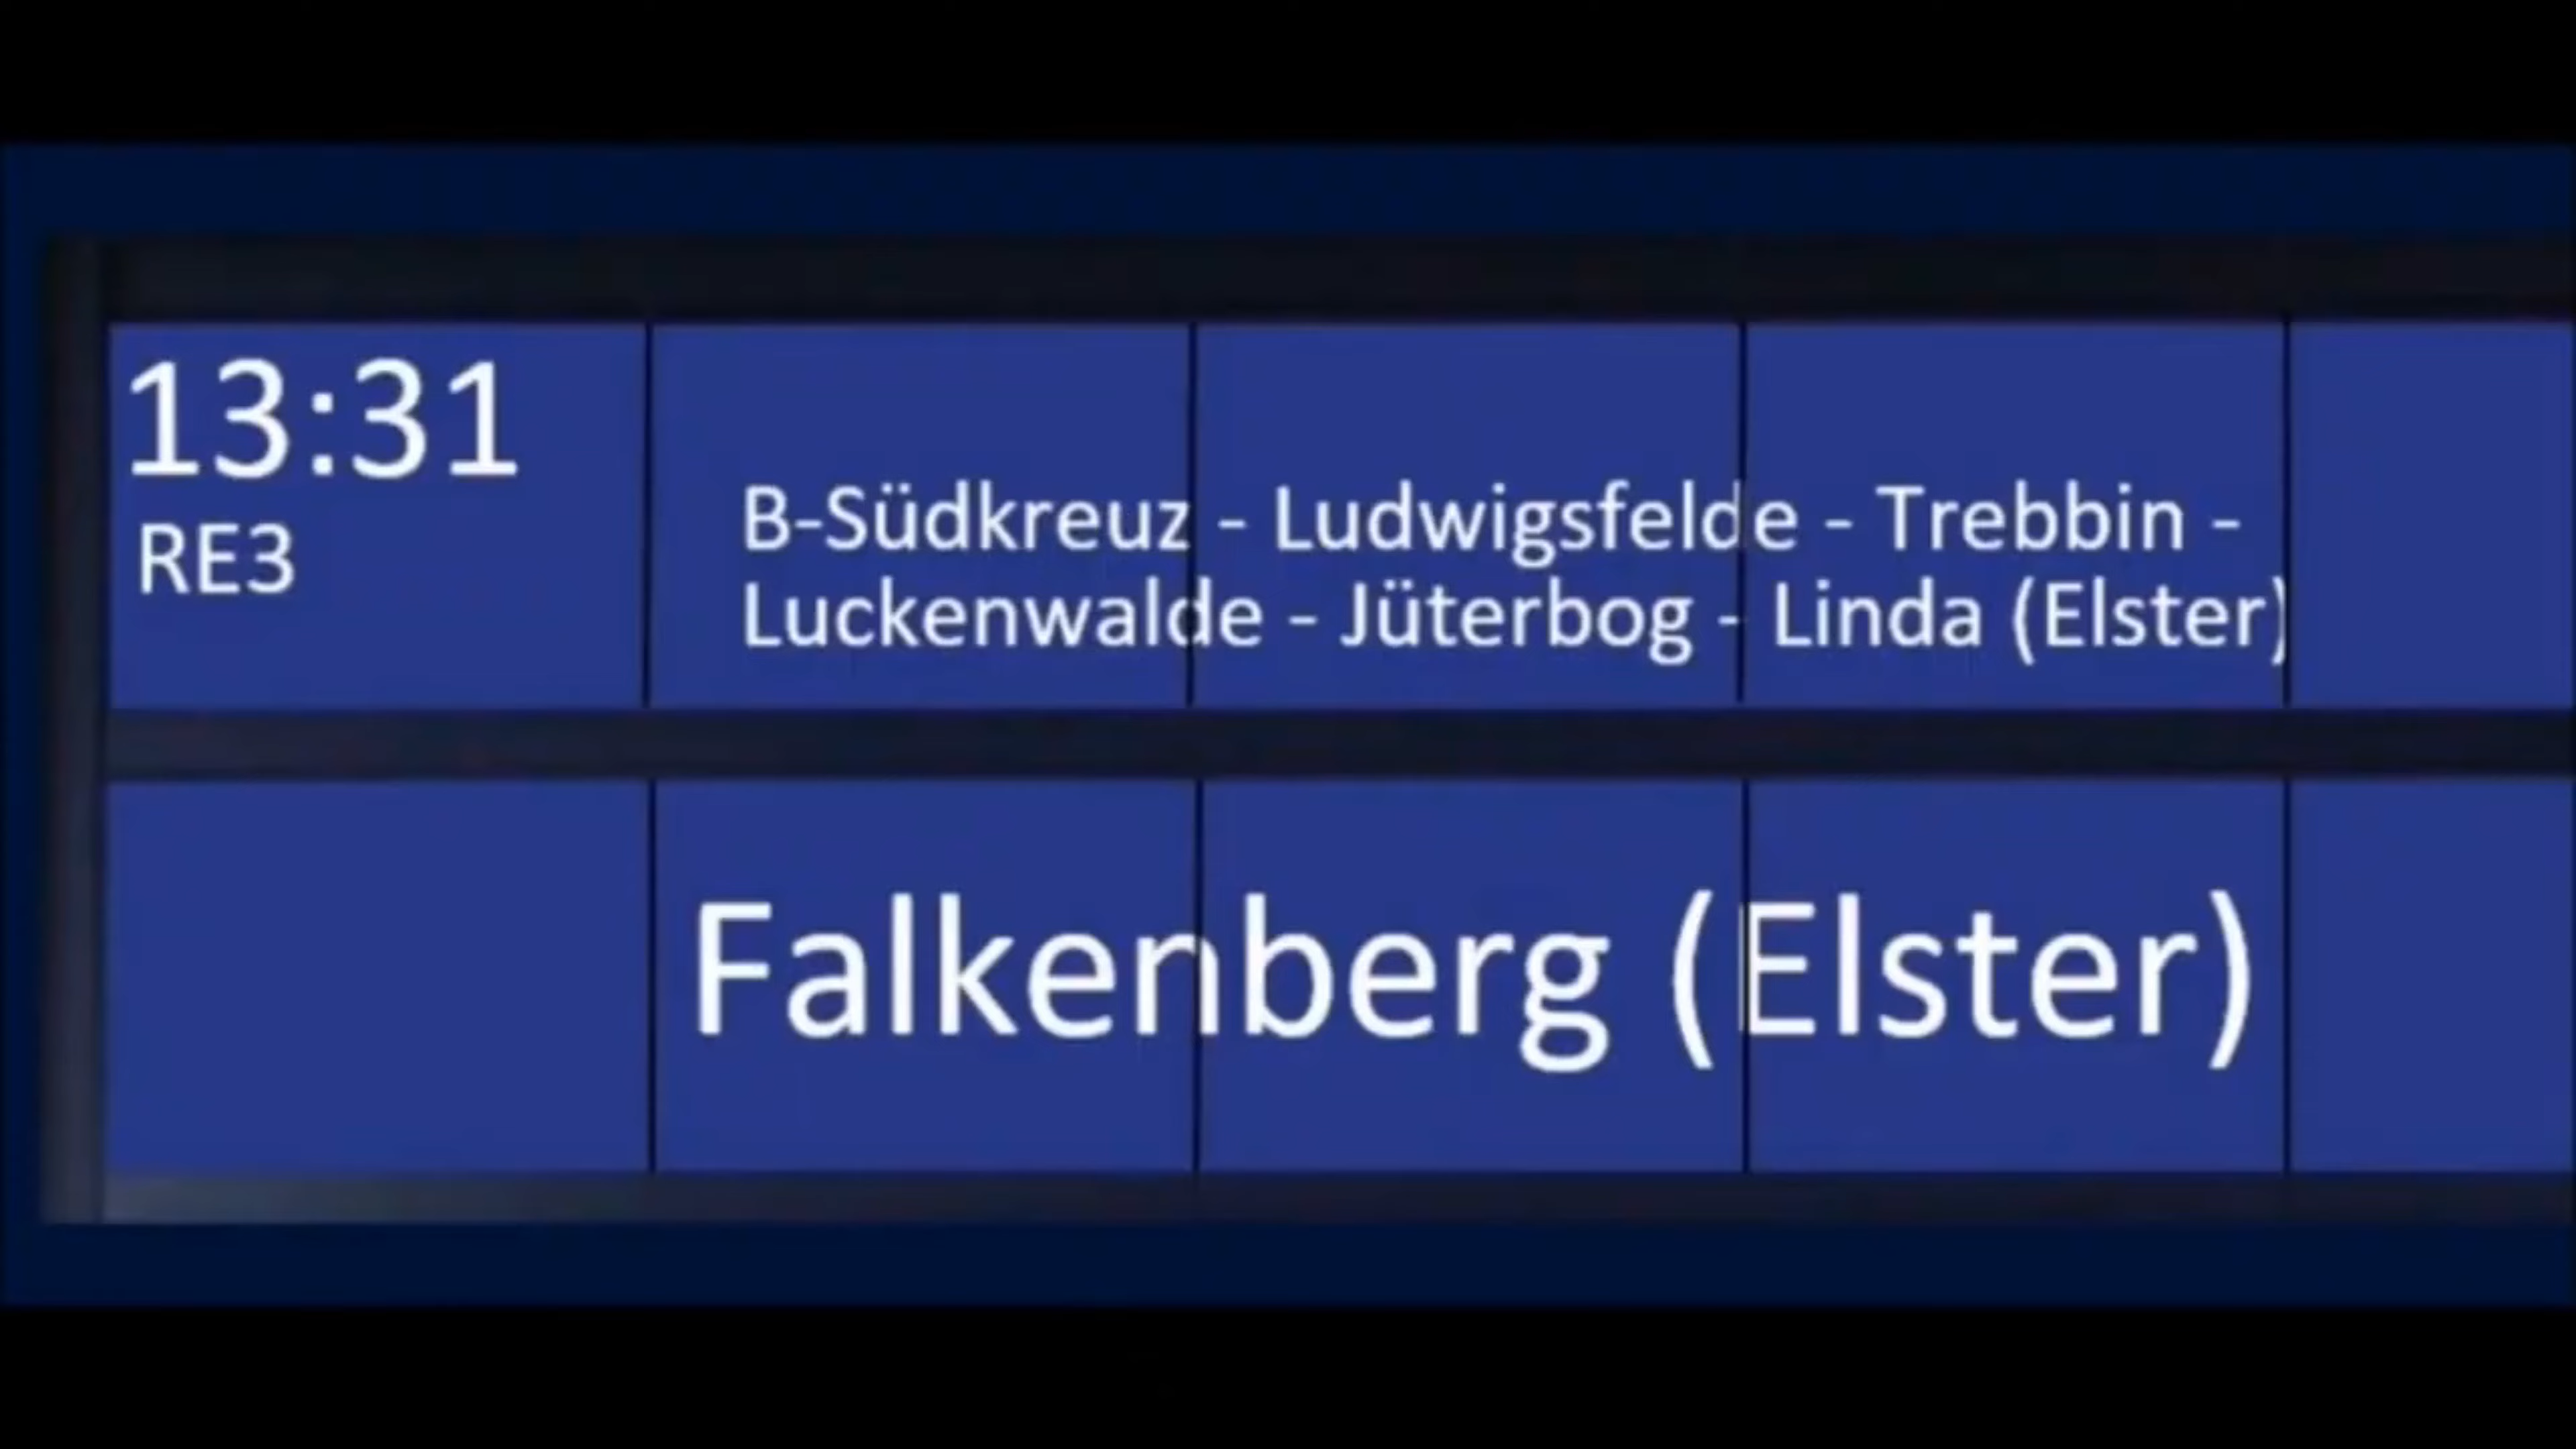 13:31
RE3
B-Südkreuz - Ludwigsfelde - Trebbin -
Luckenwalde - Jüterbog - Linda (Elster)
Falkenberg (Elster)